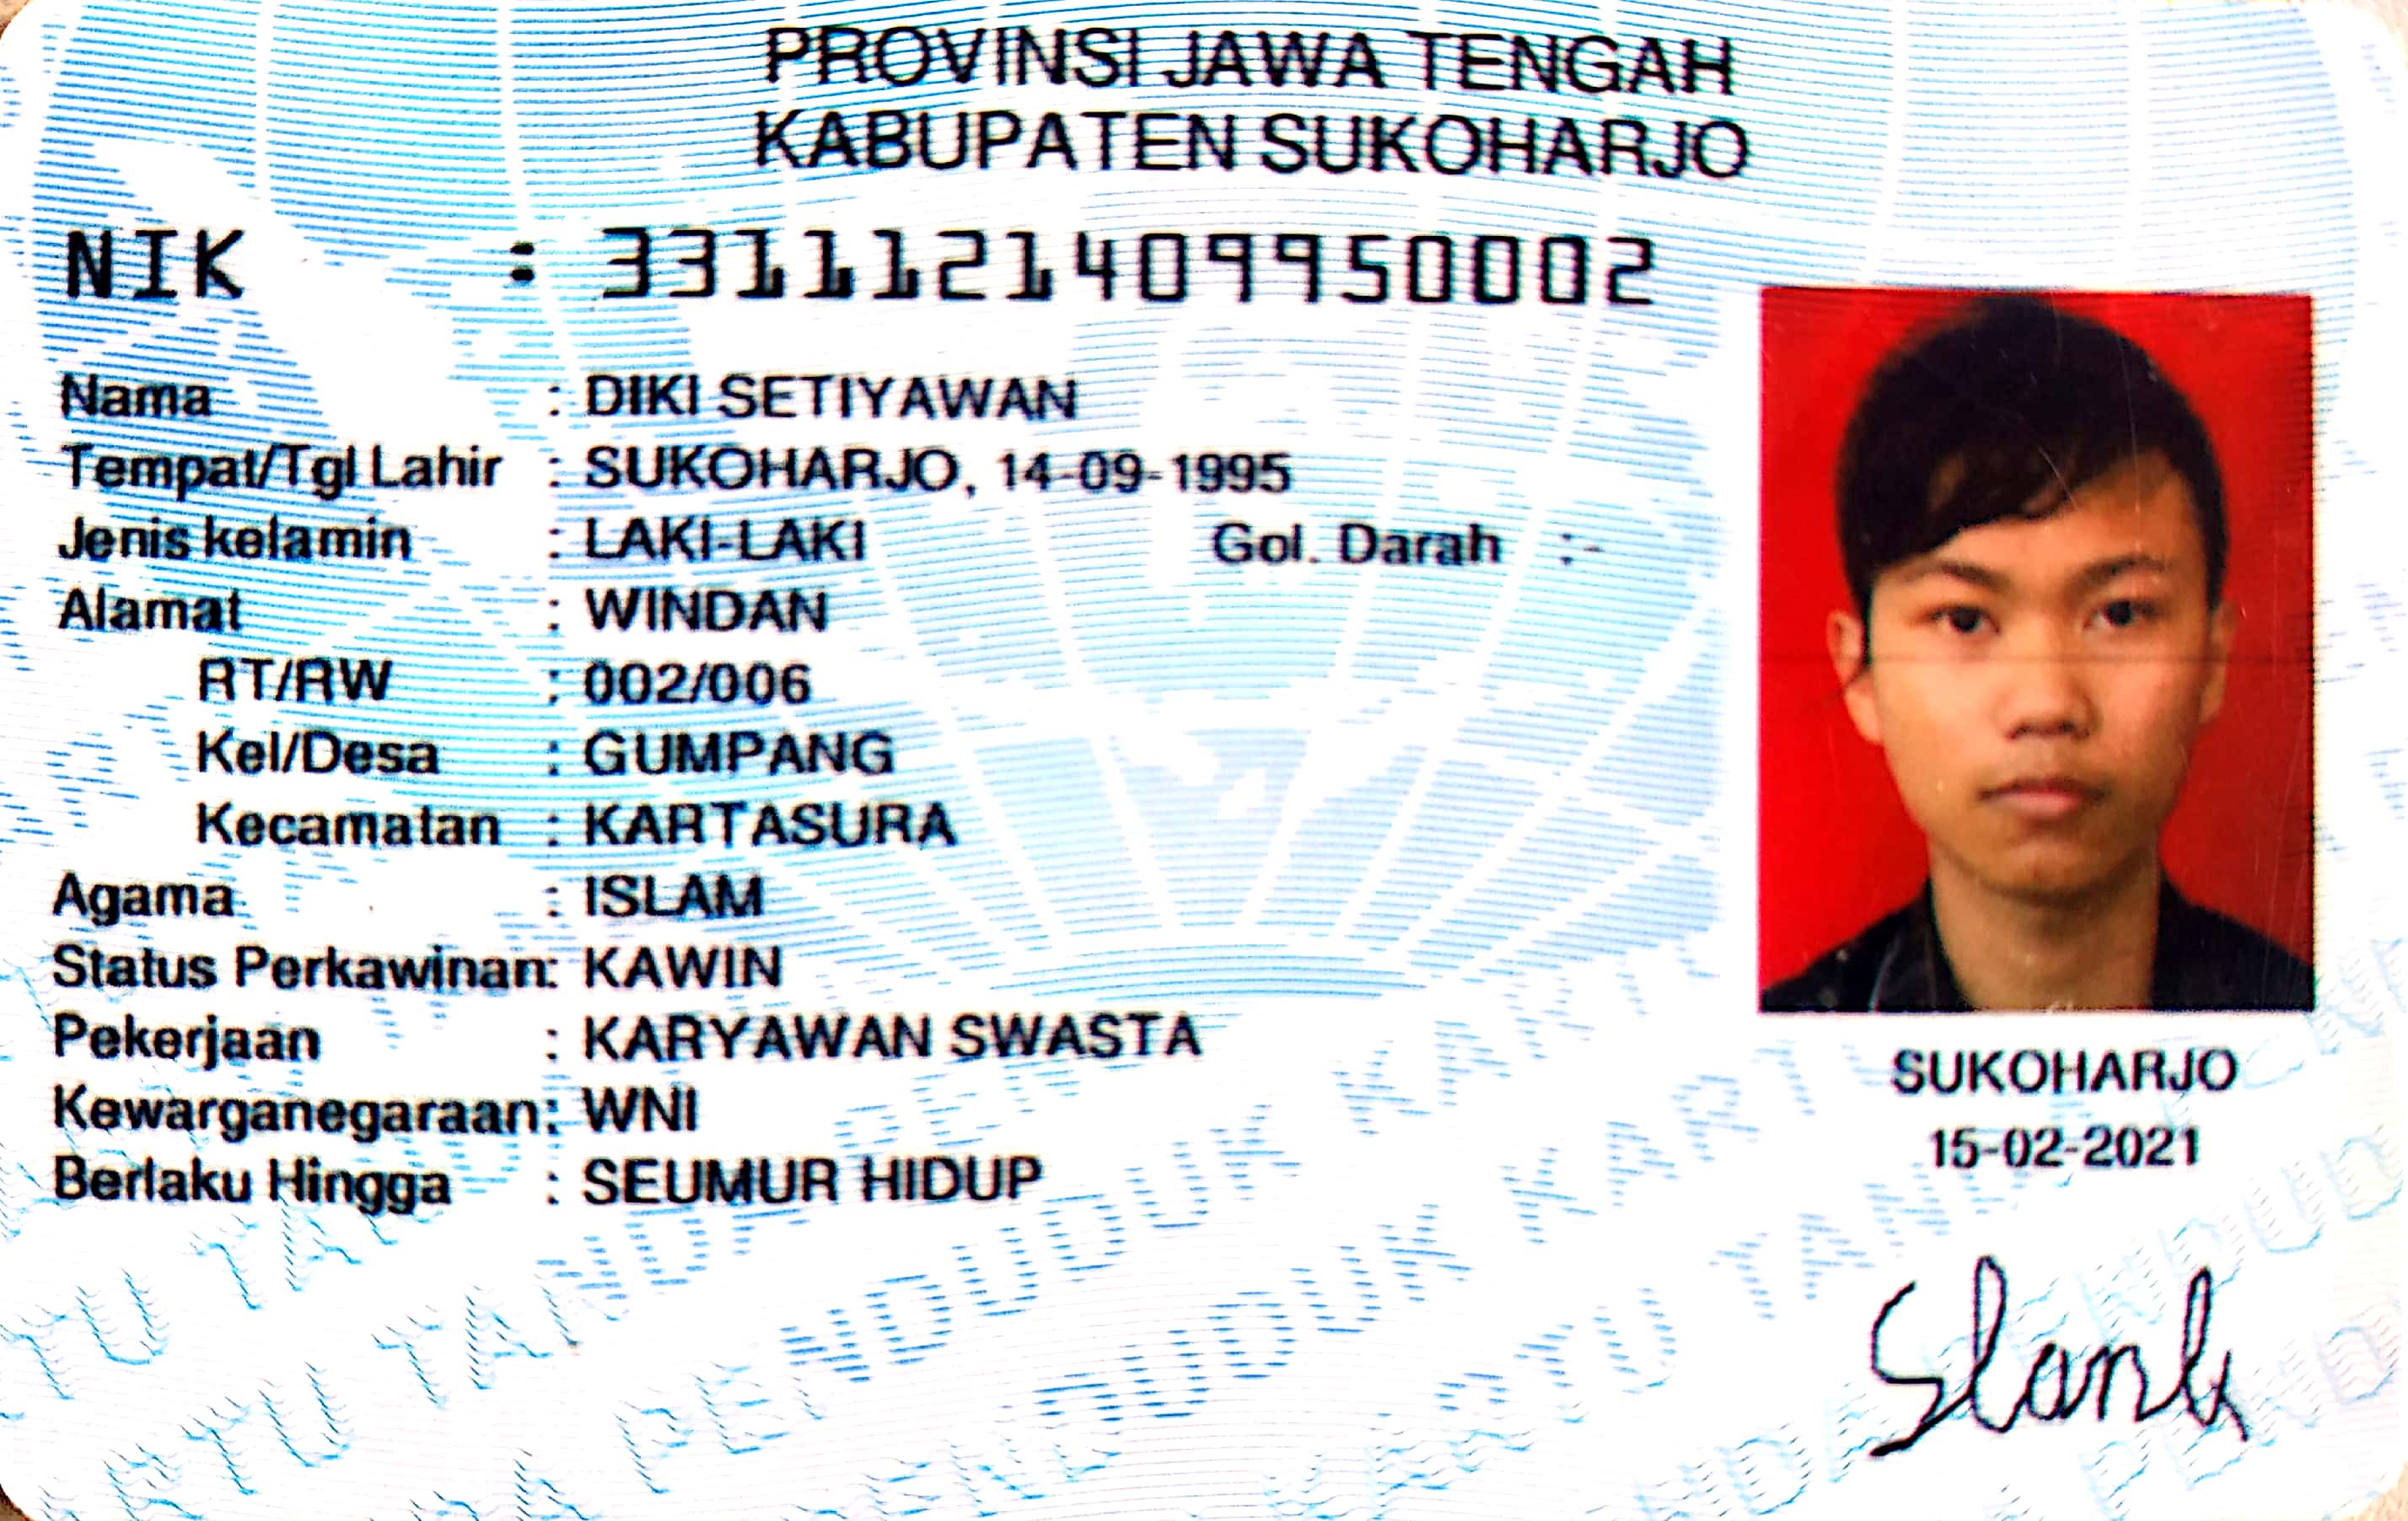 PROVINSI JAWA TENGAH
KABUPATEN SUKOHARJO
NIK : 3311121409950002
Nama : DIKI SETIYAWAN
Tempat/Tgl Lahir : SUKOHARJO, 14-09-1995
Jenis kelamin : LAKI-LAKI Gol. Darah :-
Alamat : WINDAN
RT/RW : 002/006
Kel/Desa : GUMPANG
Kecamatan : KARTASURA
Agama : ISLAM
Status Perkawinan: KAWIN
Pekerjaan : KARYAWAN SWASTA
Kewarganegaraan: WNI
Berlaku Hingga : SEUMUR HIDUP
SUKOHARJO
15-02-2021